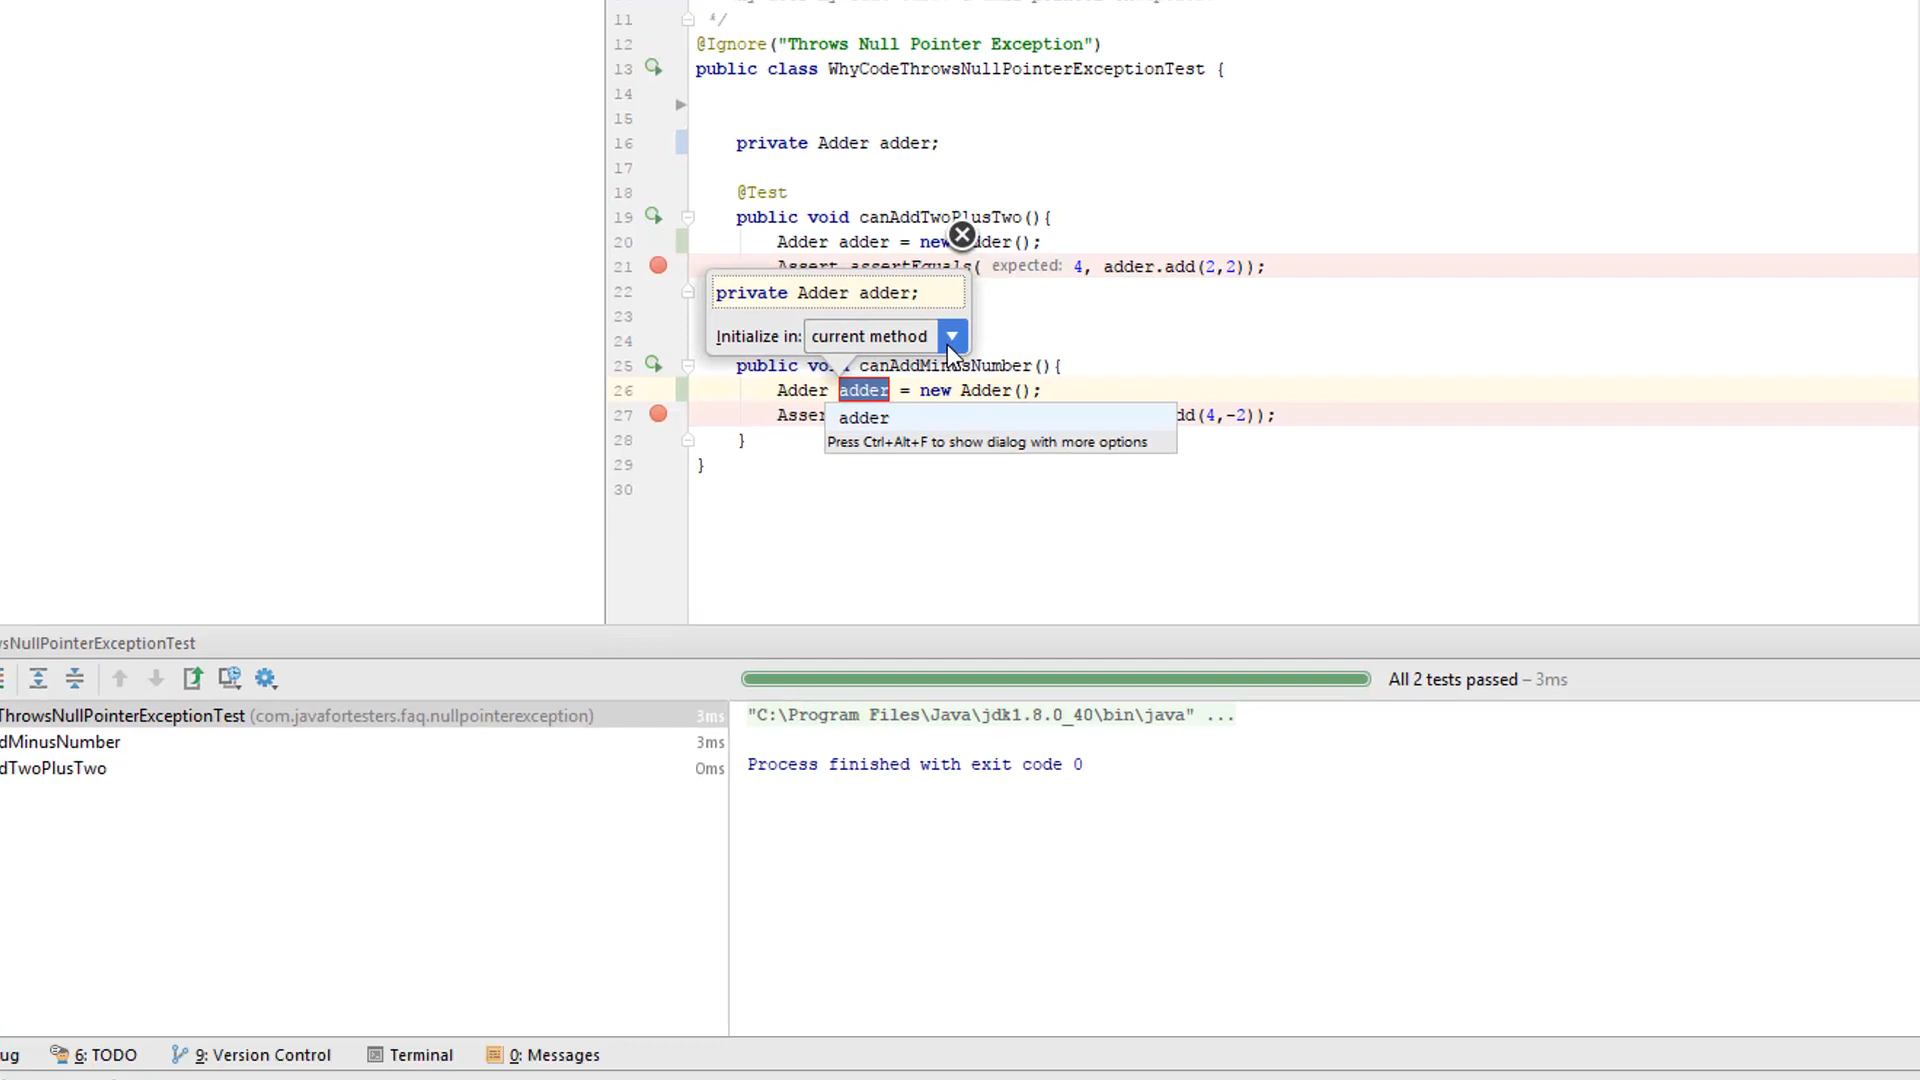 11 */
12 @Ignore("Throws Null Pointer Exception")
13 public class WhyCodeThrowsNullPointerExceptionTest {
14
15
16 private Adder adder;
17
18 @Test
19 public void canAddTwoPlusTwo(){
20 Adder adder = new Adder();
21 Assert.assertEquals( expected: 4, adder.add(2,2));
22
private Adder adder;
23
24
Initialize in: current method
25 public void canAddMinusNumber(){
26 Adder adder = new Adder();
27 Asser dd(4,-2));
adder
28 }
Press Ctrl+Alt+F to show dialog with more options
29 }
30
sNullPointerExceptionTest
All 2 tests passed – 3ms
ThrowsNullPointerExceptionTest (com.javafortesters.faq.nullpointerexception) 3ms
dMinusNumber 3ms
dTwoPlusTwo 0ms
"C:\Program Files\Java\jdk1.8.0_40\bin\java" ...
Process finished with exit code 0
ug 6: TODO 9: Version Control Terminal 0: Messages